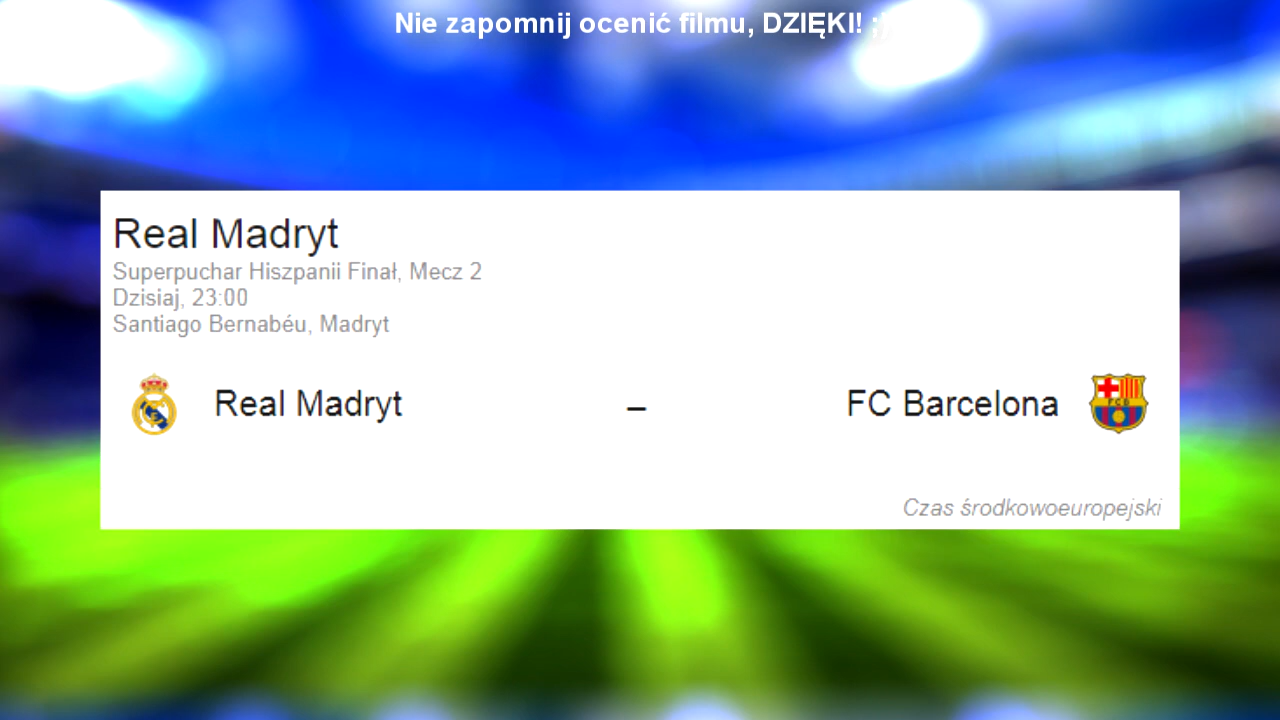 Nie zapomnij ocenić filmu, DZIĘKI! ;)
Real Madryt
Superpuchar Hiszpanii Finał, Mecz 2
Dzisiaj, 23:00
Santiago Bernabéu, Madryt
Real Madryt – FC Barcelona
FCB
Czas środkowoeuropejski